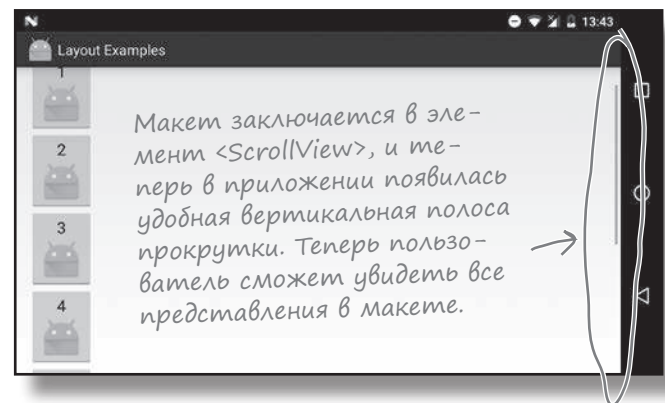 13:43
Layout Examples
1
2
3
4
Макет заключается в эле-
мент <ScrollView>, и те-
перь в приложении появилась
удобная вертикальная полоса
прокрутки. Теперь пользо-
ватель сможет увидеть все
представления в макете.